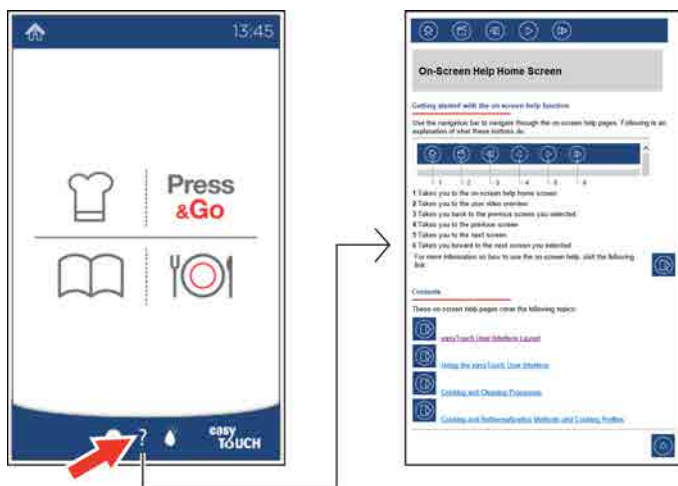 13:45
Press
&Go
?
easy
TOUCH
On-Screen Help Home Screen
Getting started with the on-screen help function
Use the navigation bar to navigate through the on-screen help pages. Following is an
explanation of what these buttons do.
1 2 3 4 5 6
1 Takes you to the on-screen help home screen
2 Takes you to the user video overview
3 Takes you back to the previous screen you selected
4 Takes you to the previous screen
5 Takes you to the next screen
6 Takes you forward to the next screen you selected
For more information on how to use the on-screen help, visit the following
link:
Contents
These on-screen help pages cover the following topics:
easyTouch User Interface Layout
Using the easyTouch User Interface
Cooking and Cleaning Processes
Cooking and Rethermalization Methods and Cooking Profiles